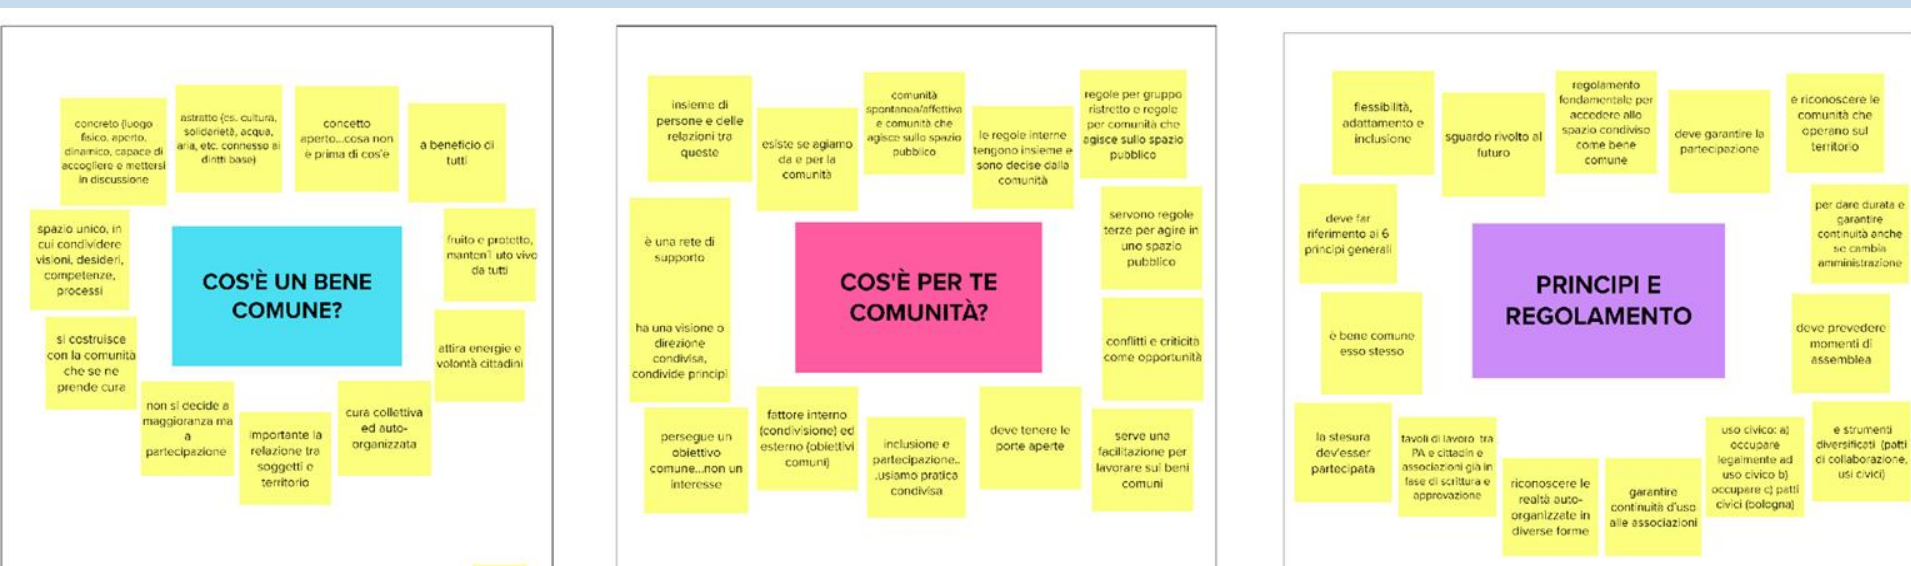 concreto (luogo
fisico, aperto,
dinamico, capace di
accogliere e mettersi
in discussione
astratto (es. cultura,
solidarietà, acqua,
aria, etc. connesso ai
diritti base)
concetto
aperto...cosa non
è prima di cos'è
a beneficio di
tutti
spazio unico, in
cui condividere
visioni, desideri,
competenze,
processi
COS'È UN BENE
COMUNE?
fruito e protetto,
manten1 uto vivo
da tutti
si costruisce
con la comunità
che se ne
prende cura
attira energie e
volontà cittadini
non si decide a
maggioranza ma
a
partecipazione
importante la
relazione tra
soggetti e
territorio
cura collettiva
ed auto-
organizzata
insieme di
persone e delle
relazioni tra
queste
esiste se agiamo
da e per la
comunità
comunità
spontanea/affettiva
e comunità che
agisce sullo spazio
pubblico
le regole interne
tengono insieme e
sono decise dalla
comunità
regole per gruppo
ristretto e regole
per comunità che
agisce sullo spazio
pubblico
è una rete di
supporto
COS'È PER TE
COMUNITÀ?
servono regole
terze per agire in
uno spazio
pubblico
ha una visione o
direzione
condivisa,
condivide principi
conflitti e criticità
come opportunità
persegue un
obiettivo
comune...non un
interesse
fattore interno
(condivisione) ed
esterno (obiettivi
comuni)
inclusione e
partecipazione..
.usiamo pratica
condivisa
deve tenere le
porte aperte
serve una
facilitazione per
lavorare sui beni
comuni
flessibilità,
adattamento e
inclusione
sguardo rivolto al
futuro
regolamento
fondamentale per
accedere allo
spazio condiviso
come bene
comune
deve garantire la
partecipazione
e riconoscere le
comunità che
operano sul
territorio
deve far
riferimento ai 6
principi generali
PRINCIPI E
REGOLAMENTO
per dare durata e
garantire
continuità anche
se cambia
amministrazione
è bene comune
esso stesso
deve prevedere
momenti di
assemblea
la stesura
dev'esser
partecipata
tavoli di lavoro tra
PA e cittadin e
associazioni già in
fase di scrittura e
approvazione
riconoscere le
realtà auto-
organizzate in
diverse forme
garantire
continuità d'uso
alle associazioni
uso civico: a)
occupare
legalmente ad
uso civico b)
occupare c) patti
civici (bologna)
e strumenti
diversificati (patti
di collaborazione,
usi civici)